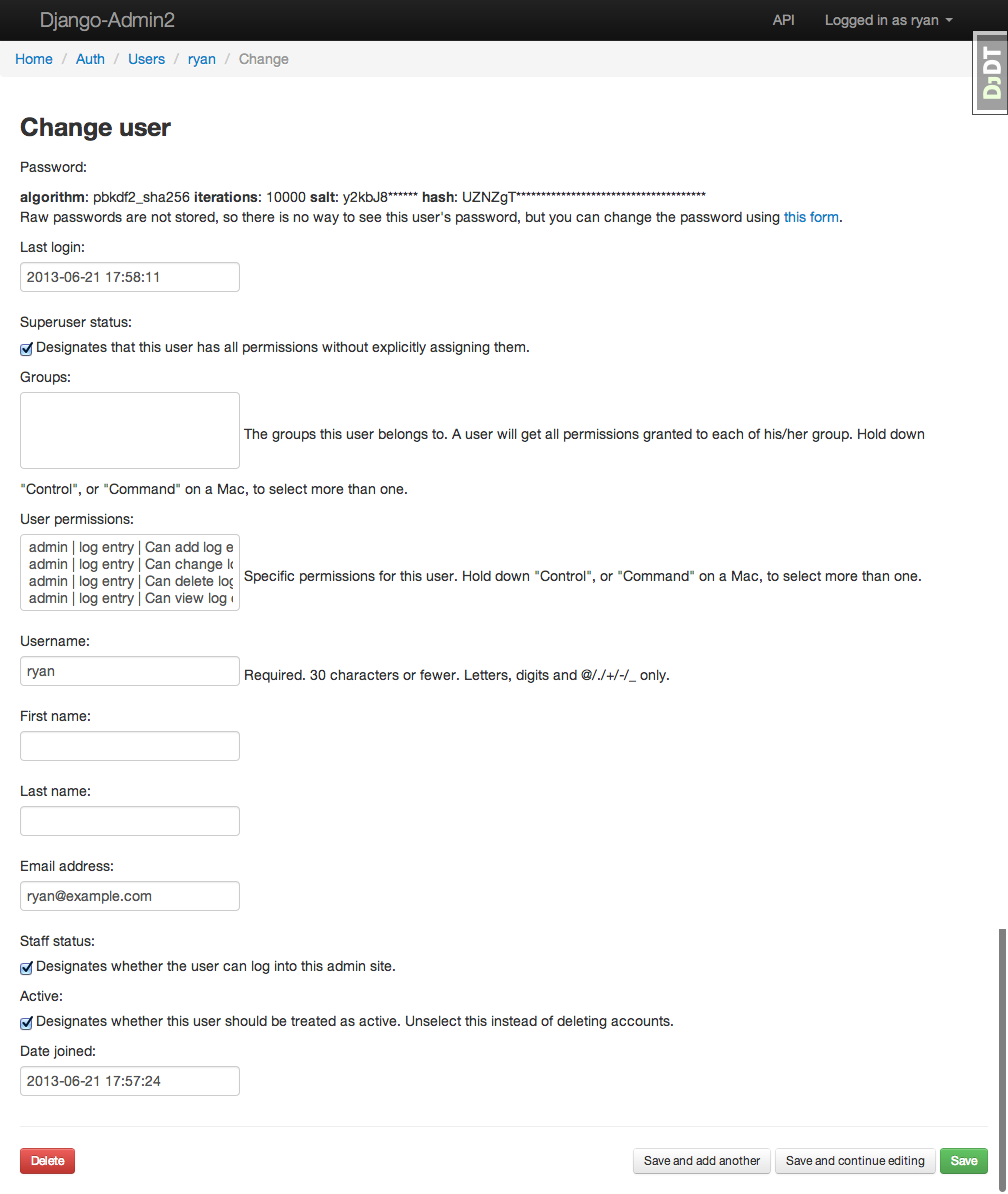 Django-Admin2
API
Logged in as ryan
Home / Auth / Users / ryan / Change
DJDT
Change user
Password:
algorithm: pbkdf2_sha256 iterations: 10000 salt: y2kbJ8****** hash: UZNZgT**************************************
Raw passwords are not stored, so there is no way to see this user's password, but you can change the password using this form.
Last login:
2013-06-21 17:58:11
Superuser status:
Designates that this user has all permissions without explicitly assigning them.
Groups:
The groups this user belongs to. A user will get all permissions granted to each of his/her group. Hold down
"Control", or "Command" on a Mac, to select more than one.
User permissions:
admin | log entry | Can add log e
admin | log entry | Can change lo
admin | log entry | Can delete log
admin | log entry | Can view log
Specific permissions for this user. Hold down "Control", or "Command" on a Mac, to select more than one.
Username:
ryan
Required. 30 characters or fewer. Letters, digits and @/./+/-/_ only.
First name:
Last name:
Email address:
ryan@example.com
Staff status:
Designates whether the user can log into this admin site.
Active:
Designates whether this user should be treated as active. Unselect this instead of deleting accounts.
Date joined:
2013-06-21 17:57:24
Delete
Save and add another
Save and continue editing
Save